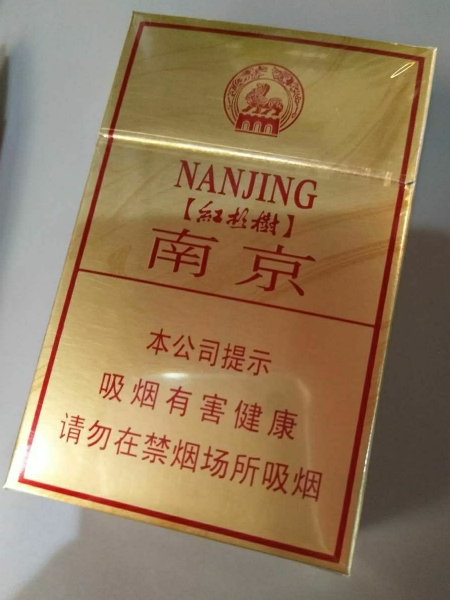 NANJING
【紅杉樹】
南京
本公司提示
吸烟有害健康
请勿在禁烟场所吸烟